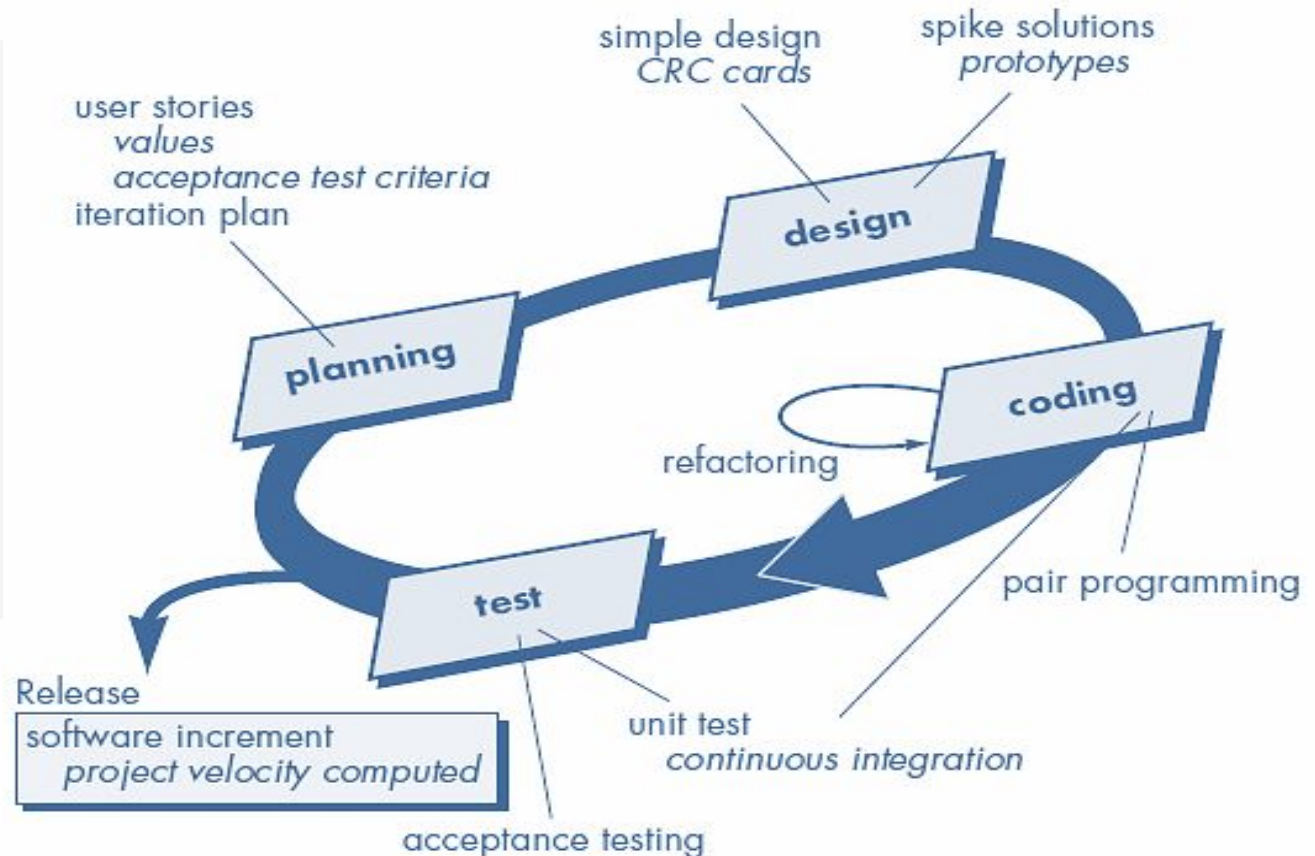 simple design
CRC cards
spike solutions
prototypes
user stories
values
acceptance test criteria
iteration plan
design
planning
coding
refactoring
pair programming
test
Release
software increment
project velocity computed
unit test
continuous integration
acceptance testing